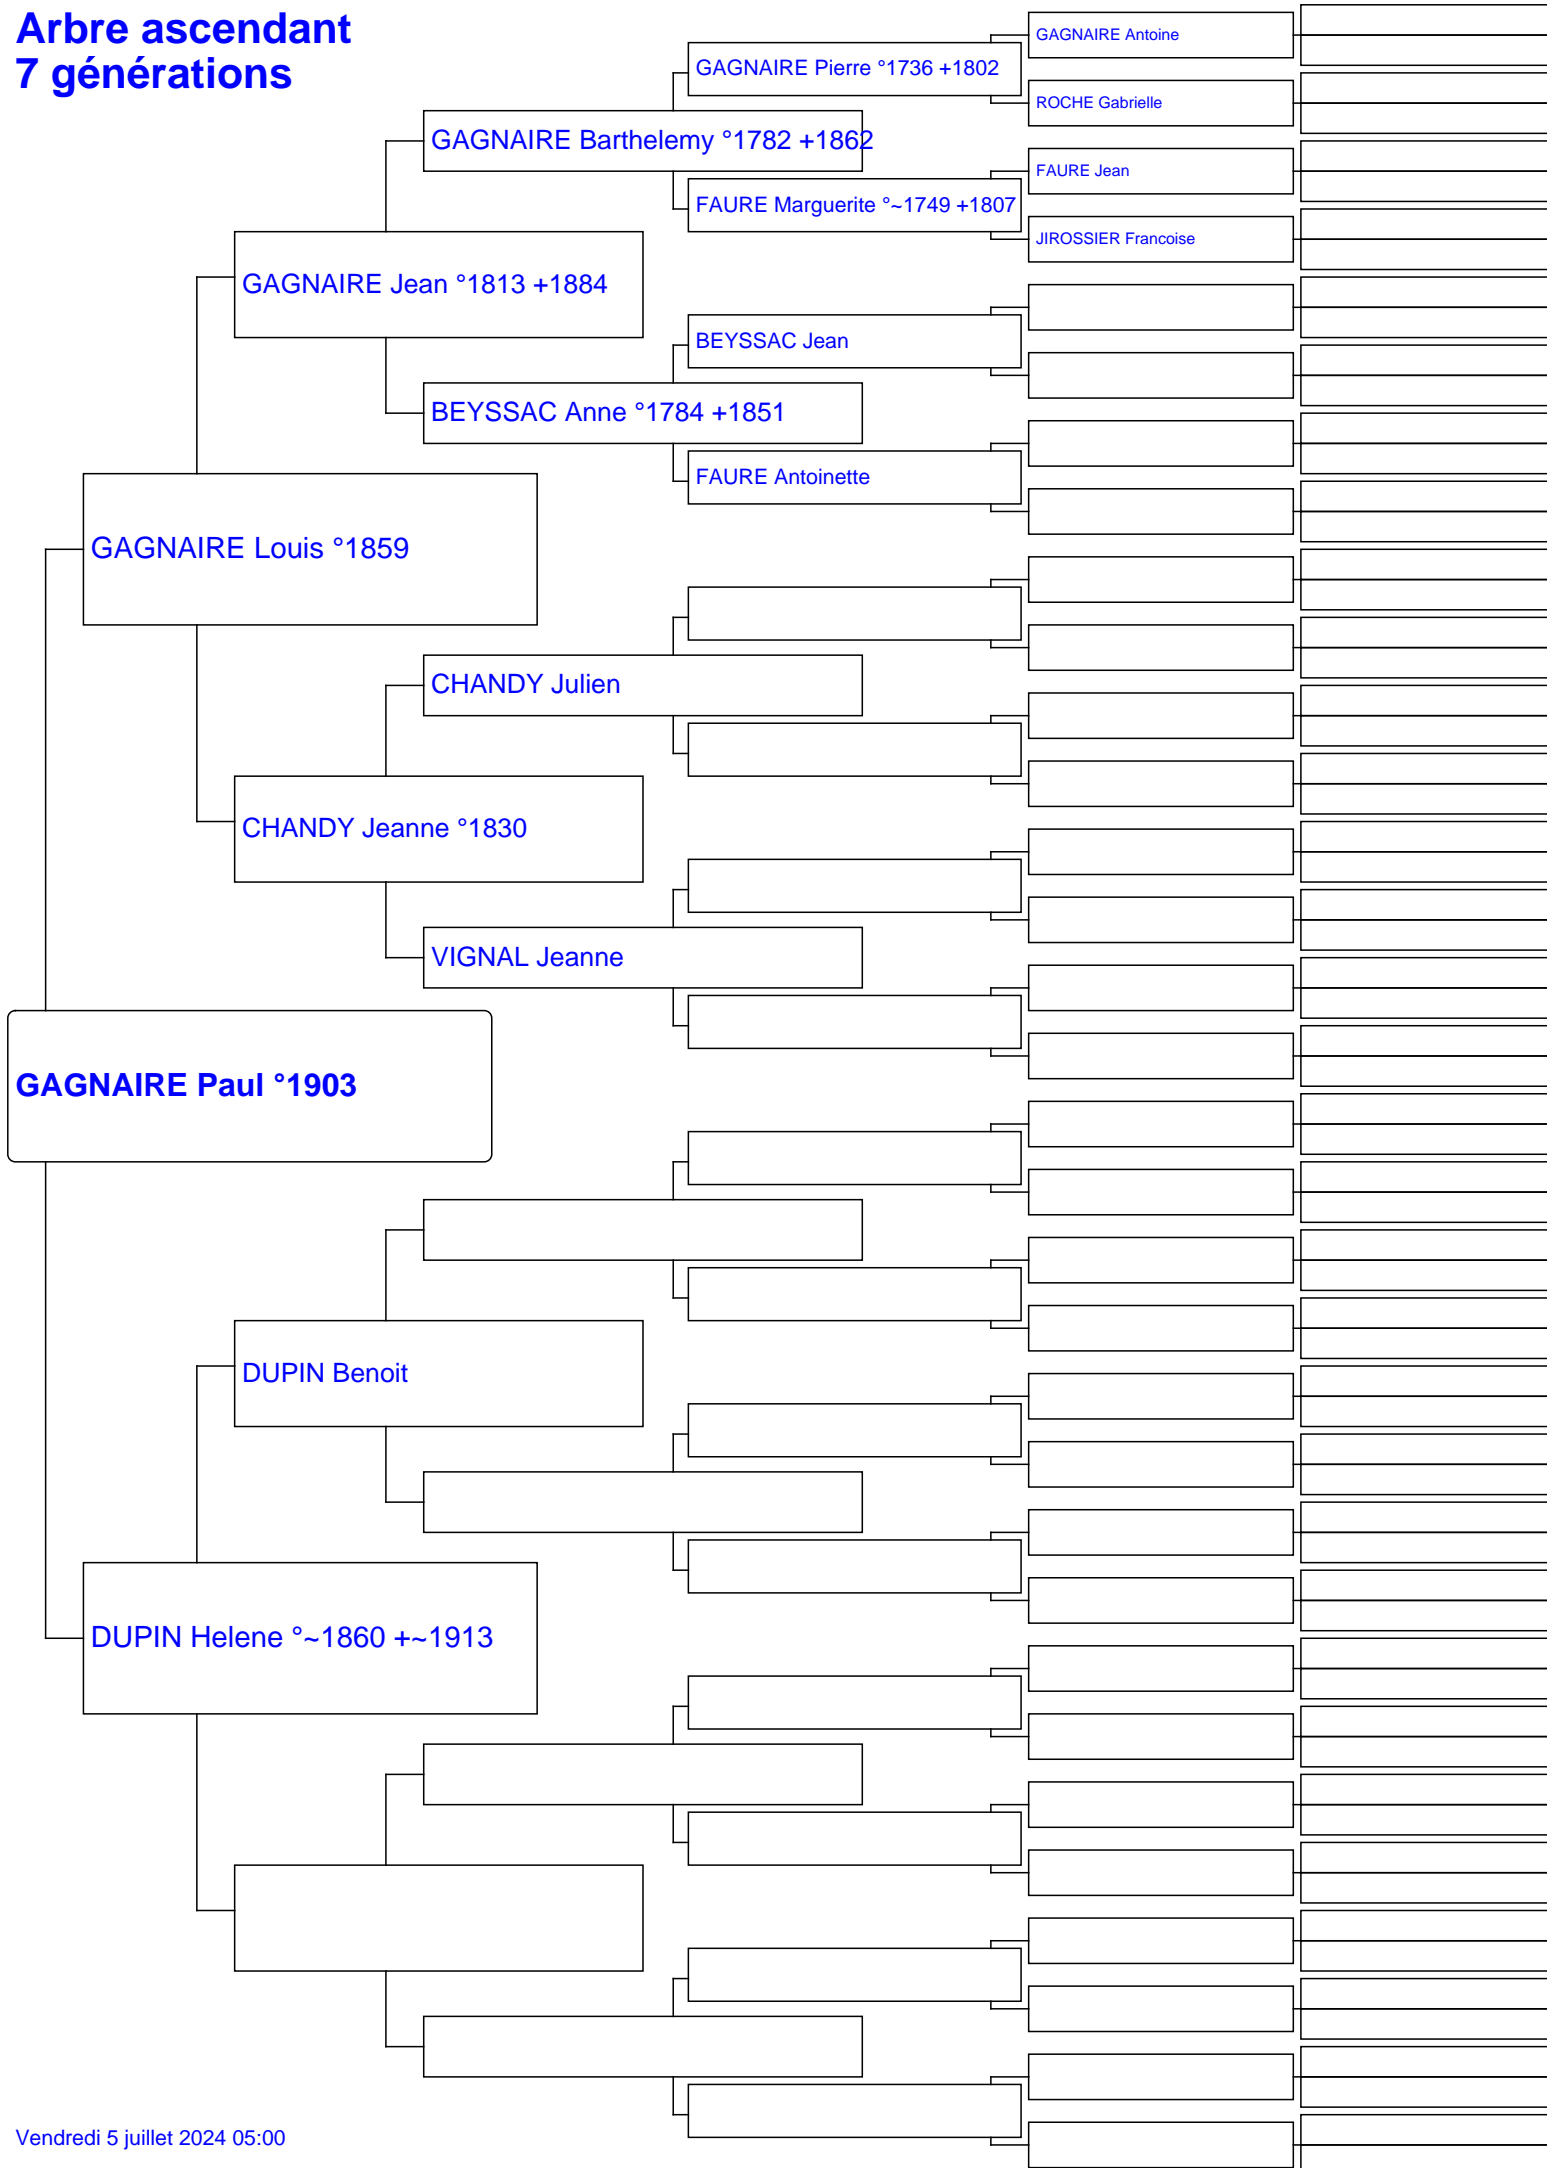 Arbre ascendant
7 générations
GAGNAIRE Antoine
GAGNAIRE Pierre °1736 +1802
ROCHE Gabrielle
GAGNAIRE Barthelemy °1782 +1862
FAURE Jean
FAURE Marguerite °~1749 +1807
JIROSSIER Francoise
GAGNAIRE Jean °1813 +1884
BEYSSAC Jean
BEYSSAC Anne °1784 +1851
FAURE Antoinette
GAGNAIRE Louis °1859
CHANDY Julien
CHANDY Jeanne °1830
VIGNAL Jeanne
GAGNAIRE Paul °1903
DUPIN Benoit
DUPIN Helene °~1860 +~1913
Vendredi 5 juillet 2024 05:00